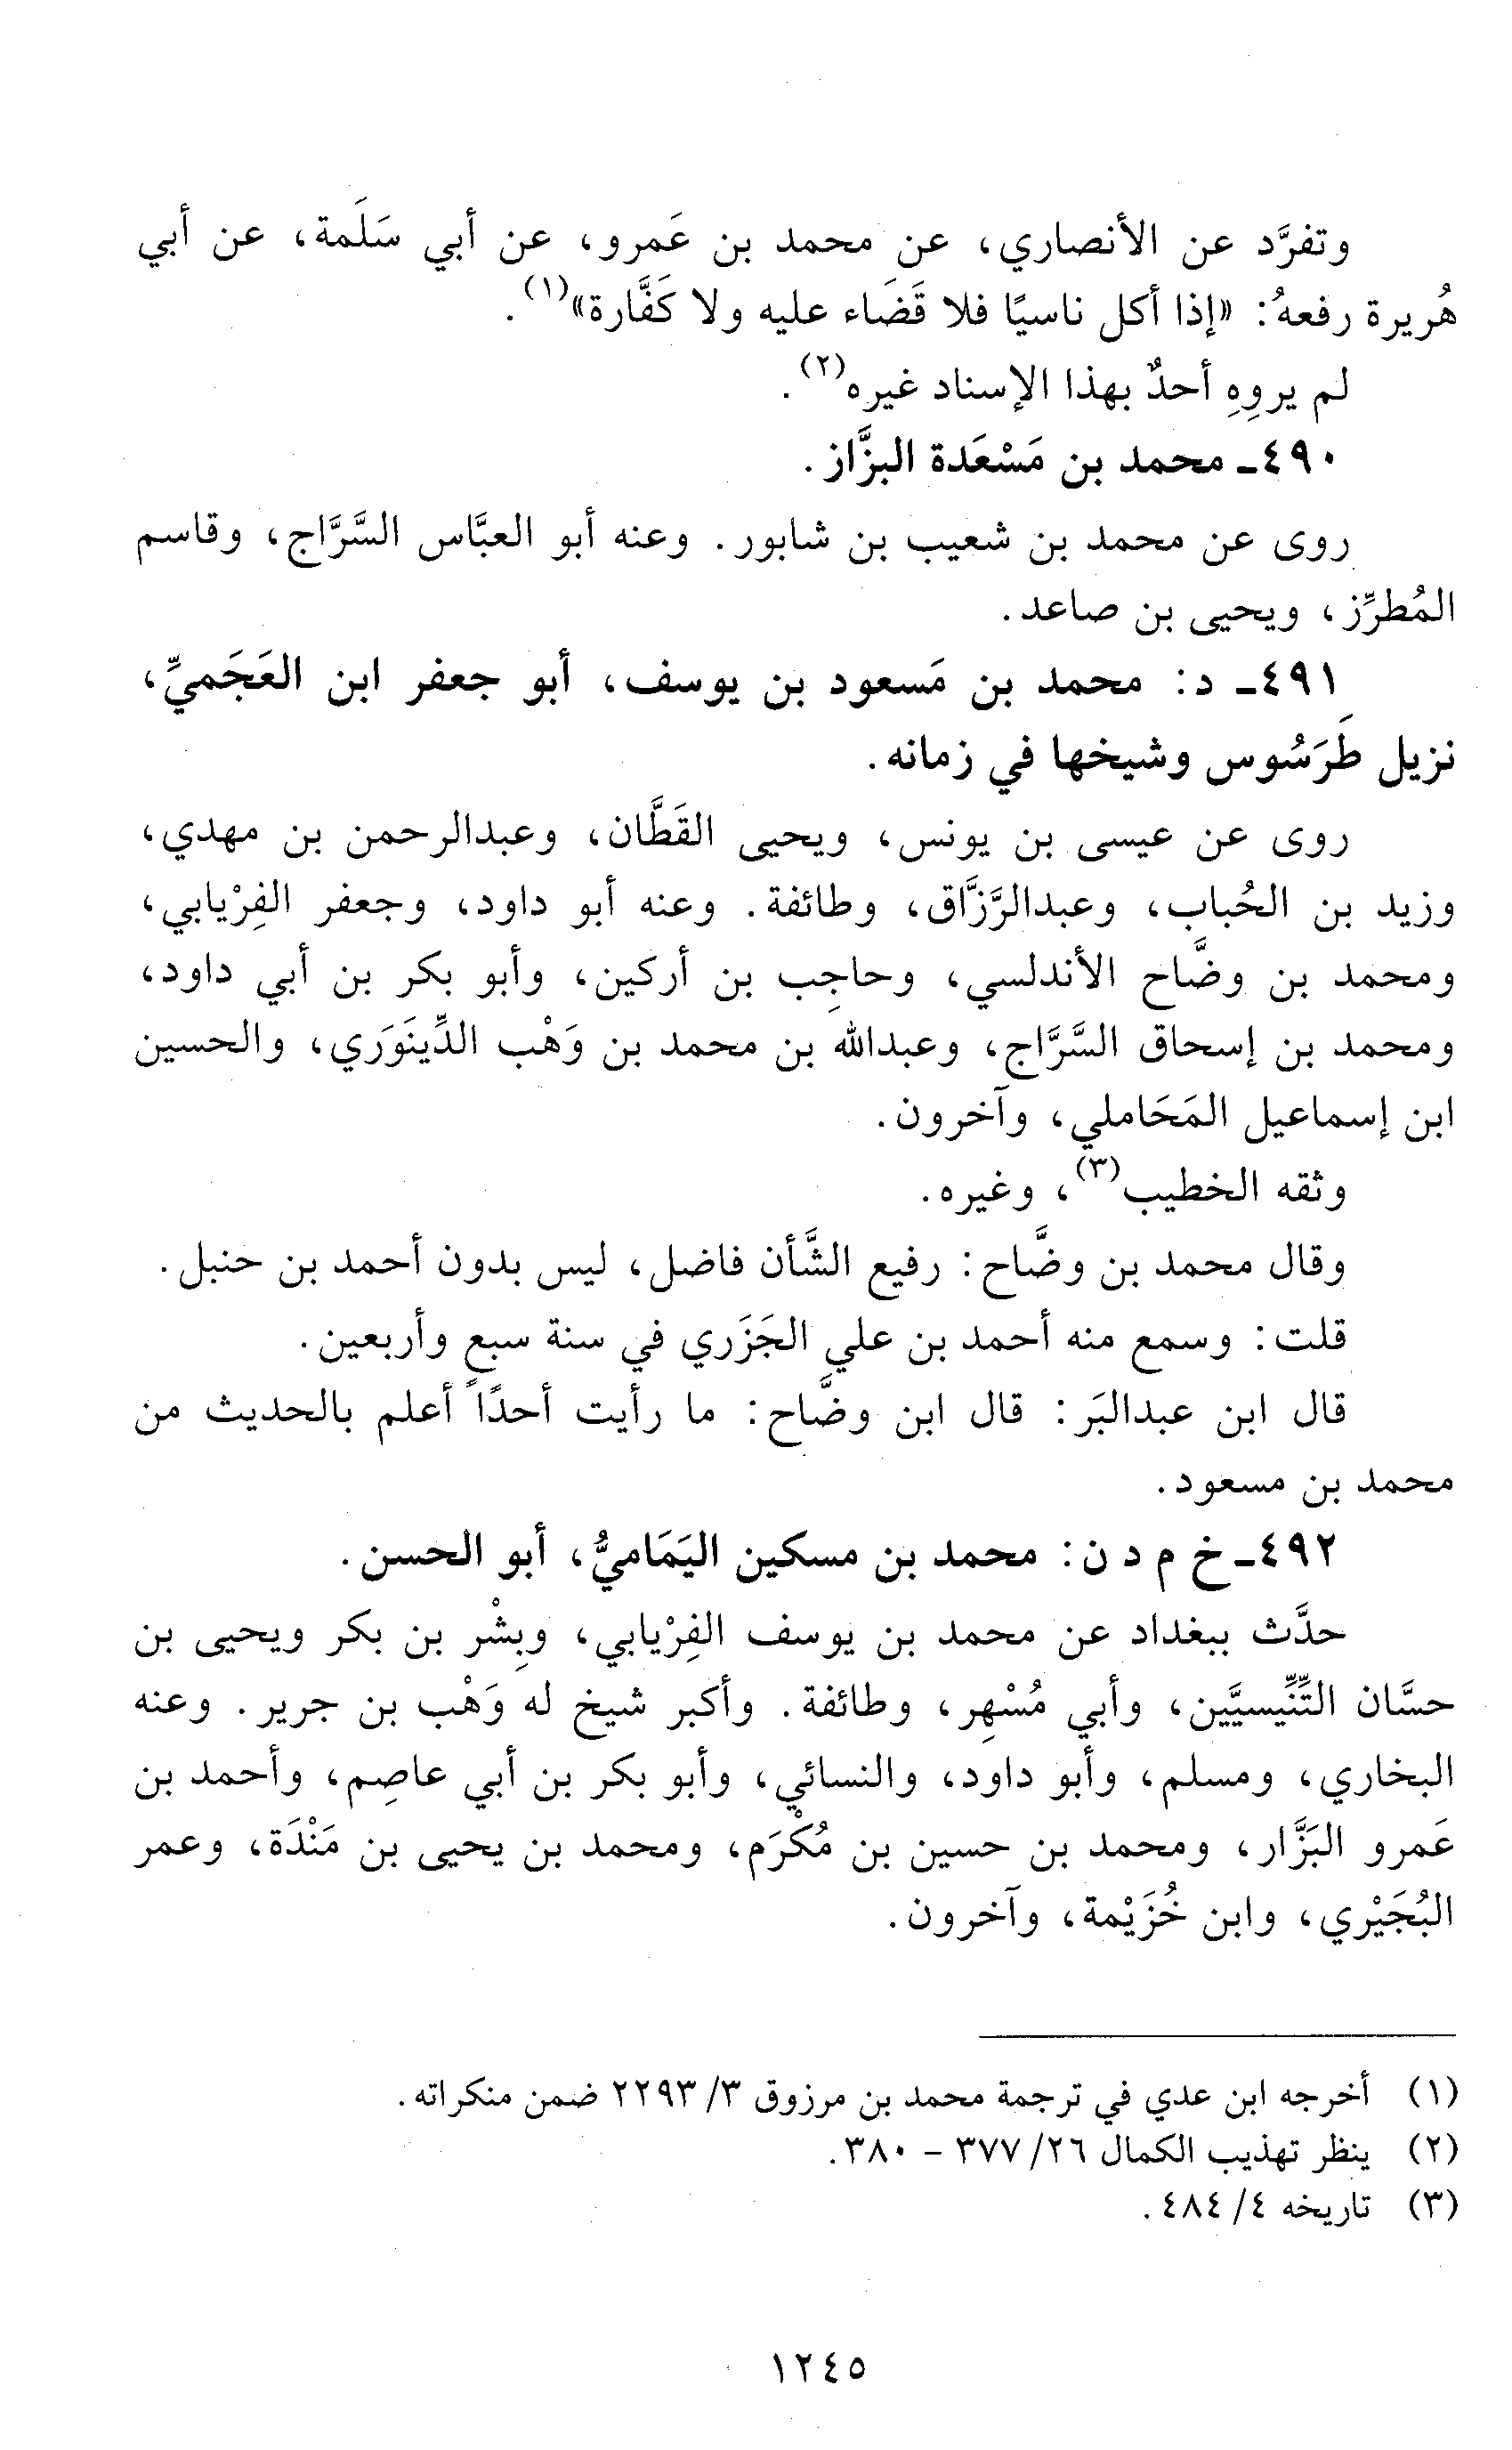 وتفرَّد عن الأنصاري، عن محمد بن عَمرو، عن أبي سَلَمة، عن أبي
هُريرة رفعهُ: «إذا أكل ناسيًا فلا قَضَاء عليه ولا كَفَّارة»(١).
لم يروِهِ أحدٌ بهذا الإسناد غيره(٢).
٤٩٠ـ محمد بن مَسْعَدة البزَّاز.
روى عن محمد بن شعيب بن شابور. وعنه أبو العبَّاس السَّرَّاج، وقاسم
المُطرِّز، ويحيى بن صاعد.
٤٩١ـ د: محمد بن مَسعود بن يوسف، أبو جعفر ابن العَجَميِّ،
نزيل طَرَسُوس وشيخها في زمانه.
روى عن عيسى بن يونس، ويحيى القَطَّان، وعبدالرحمن بن مهدي،
وزيد بن الحُباب، وعبدالرَّزَّاق، وطائفة. وعنه أبو داود، وجعفر الفِرْيابي،
ومحمد بن وضَّاح الأندلسي، وحاجِب بن أركين، وأبو بكر بن أبي داود،
ومحمد بن إسحاق السَّرَّاج، وعبدالله بن محمد بن وَهْب الدِّينَوَري، والحسين
ابن إسماعيل المَحَاملي، وآخرون.
وثقه الخطيب(٣)، وغيره.
وقال محمد بن وضَّاح: رفيع الشَّأن فاضل، ليس بدون أحمد بن حنبل.
قلت: وسمع منه أحمد بن علي الجَزَري في سنة سبعٍ وأربعين.
قال ابن عبدالبَر: قال ابن وضَّاح: ما رأيت أحدًا أعلم بالحديث من
محمد بن مسعود.
٤٩٢ـ خ م د ن: محمد بن مسكين اليَمَاميُّ، أبو الحسن.
حدَّث ببغداد عن محمد بن يوسف الفِرْيابي، وبِشْر بن بكر ويحيى بن
حسَّان التِّنِّيسيَّين، وأبي مُسْهِر، وطائفة. وأكبر شيخ له وَهْب بن جرير. وعنه
البخاري، ومسلم، وأبو داود، والنسائي، وأبو بكر بن أبي عاصِم، وأحمد بن
عَمرو البَزَّار، ومحمد بن حسين بن مُكْرَم، ومحمد بن يحيى بن مَنْدَة، وعمر
البُجَيْري، وابن خُزَيْمة، وآخرون.
(١) أخرجه ابن عدي في ترجمة محمد بن مرزوق ٣/ ٢٢٩٣ ضمن منكراته.
(٢) ينظر تهذيب الكمال ٢٦/ ٣٧٧ – ٣٨٠.
(٣) تاريخه ٤/ ٤٨٤.
١٢٤٥